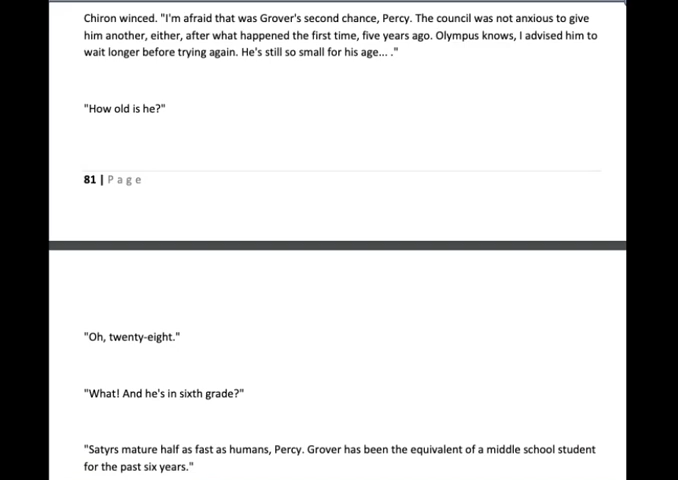 Chiron winced. "I'm afraid that was Grover's second chance, Percy. The council was not anxious to give
him another, either, after what happened the first time, five years ago. Olympus knows, I advised him to
wait longer before trying again. He's still so small for his age... ."
"How old is he?"
81 | P a g e
"Oh, twenty-eight."
"What! And he's in sixth grade?"
"Satyrs mature half as fast as humans, Percy. Grover has been the equivalent of a middle school student
for the past six years."